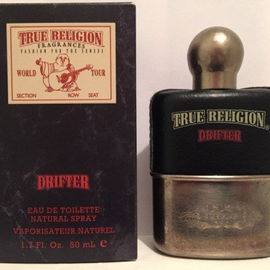 TRUE RELIGION
FRAGRANCES
FASHION FOR THE SENSES
WORLD TOUR
SECTION ROW SEAT
DRIFTER
EAU DE TOILETTE
NATURAL SPRAY
VAPORISATEUR NATUREL
1.7 Fl. Oz. 50 mL e
TRUE RELIGION
DRIFTER